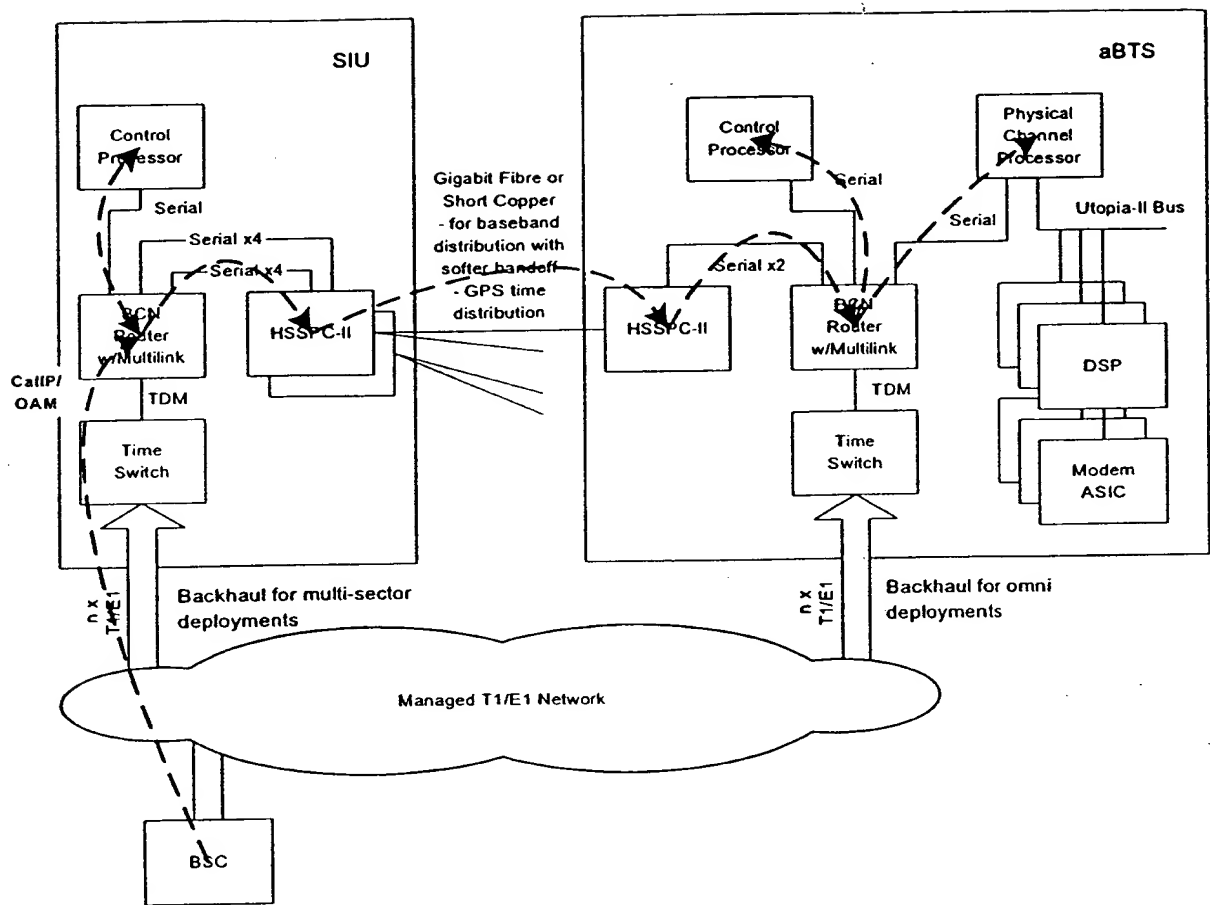 SIU
Control
Processor
Serial
Serial x4
Serial x4
BCN
Router
w/Multilink
HSSPC-II
CallP/
OAM
TDM
Time
Switch
n x
T1/E1
Backhaul for multi-sector
deployments
Gigabit Fibre or
Short Copper
- for baseband
distribution with
softer bandeff
- GPS time
distribution
aBTS
Control
Processor
Physical
Channel
Processor
Serial
Serial
Utopia-II Bus
Serial x2
HSSPC-II
BCN
Router
w/Multilink
DSP
TDM
Time
Switch
Modem
ASIC
n x
T1/E1
Backhaul for omni
deployments
Managed T1/E1 Network
BSC